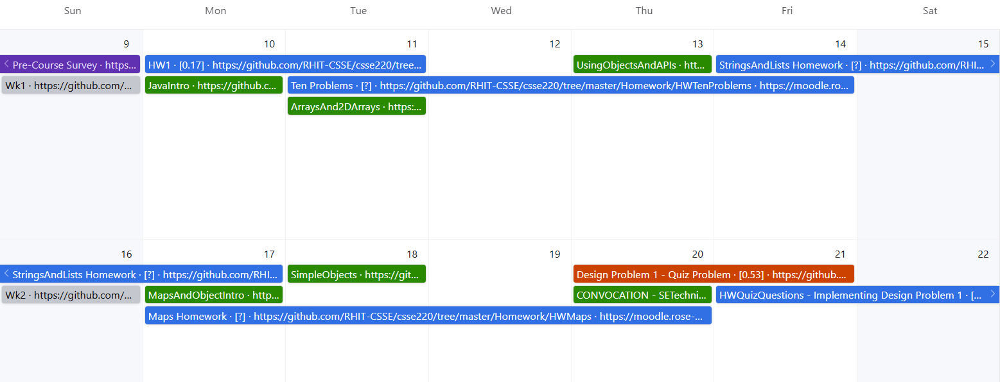 Sun Mon Tue Wed Thu Fri Sat
9 10 11 12 13 14 15
Pre-Course Survey · https... HW1 · [0.17] · https://github.com/RHIT-CSSE/csse220/tree... UsingObjectsAndAPIs · htt... StringsAndLists Homework · [?] · https://github.com/RHI...
Wk1 · https://github.com/... JavaIntro · https://github.c... Ten Problems · [?] · https://github.com/RHIT-CSSE/csse220/tree/master/Homework/HWTenProblems · https://moodle.ro...
ArraysAnd2DArrays · https:...
16 17 18 19 20 21 22
StringsAndLists Homework · [?] · https://github.com/RHI... SimpleObjects · https://git... Design Problem 1 - Quiz Problem · [0.53] · https://github....
Wk2 · https://github.com/... MapsAndObjectIntro · http... CONVOCATION - SETechni... HWQuizQuestions - Implementing Design Problem 1 · [...
Maps Homework · [?] · https://github.com/RHIT-CSSE/csse220/tree/master/Homework/HWMaps · https://moodle.rose-...